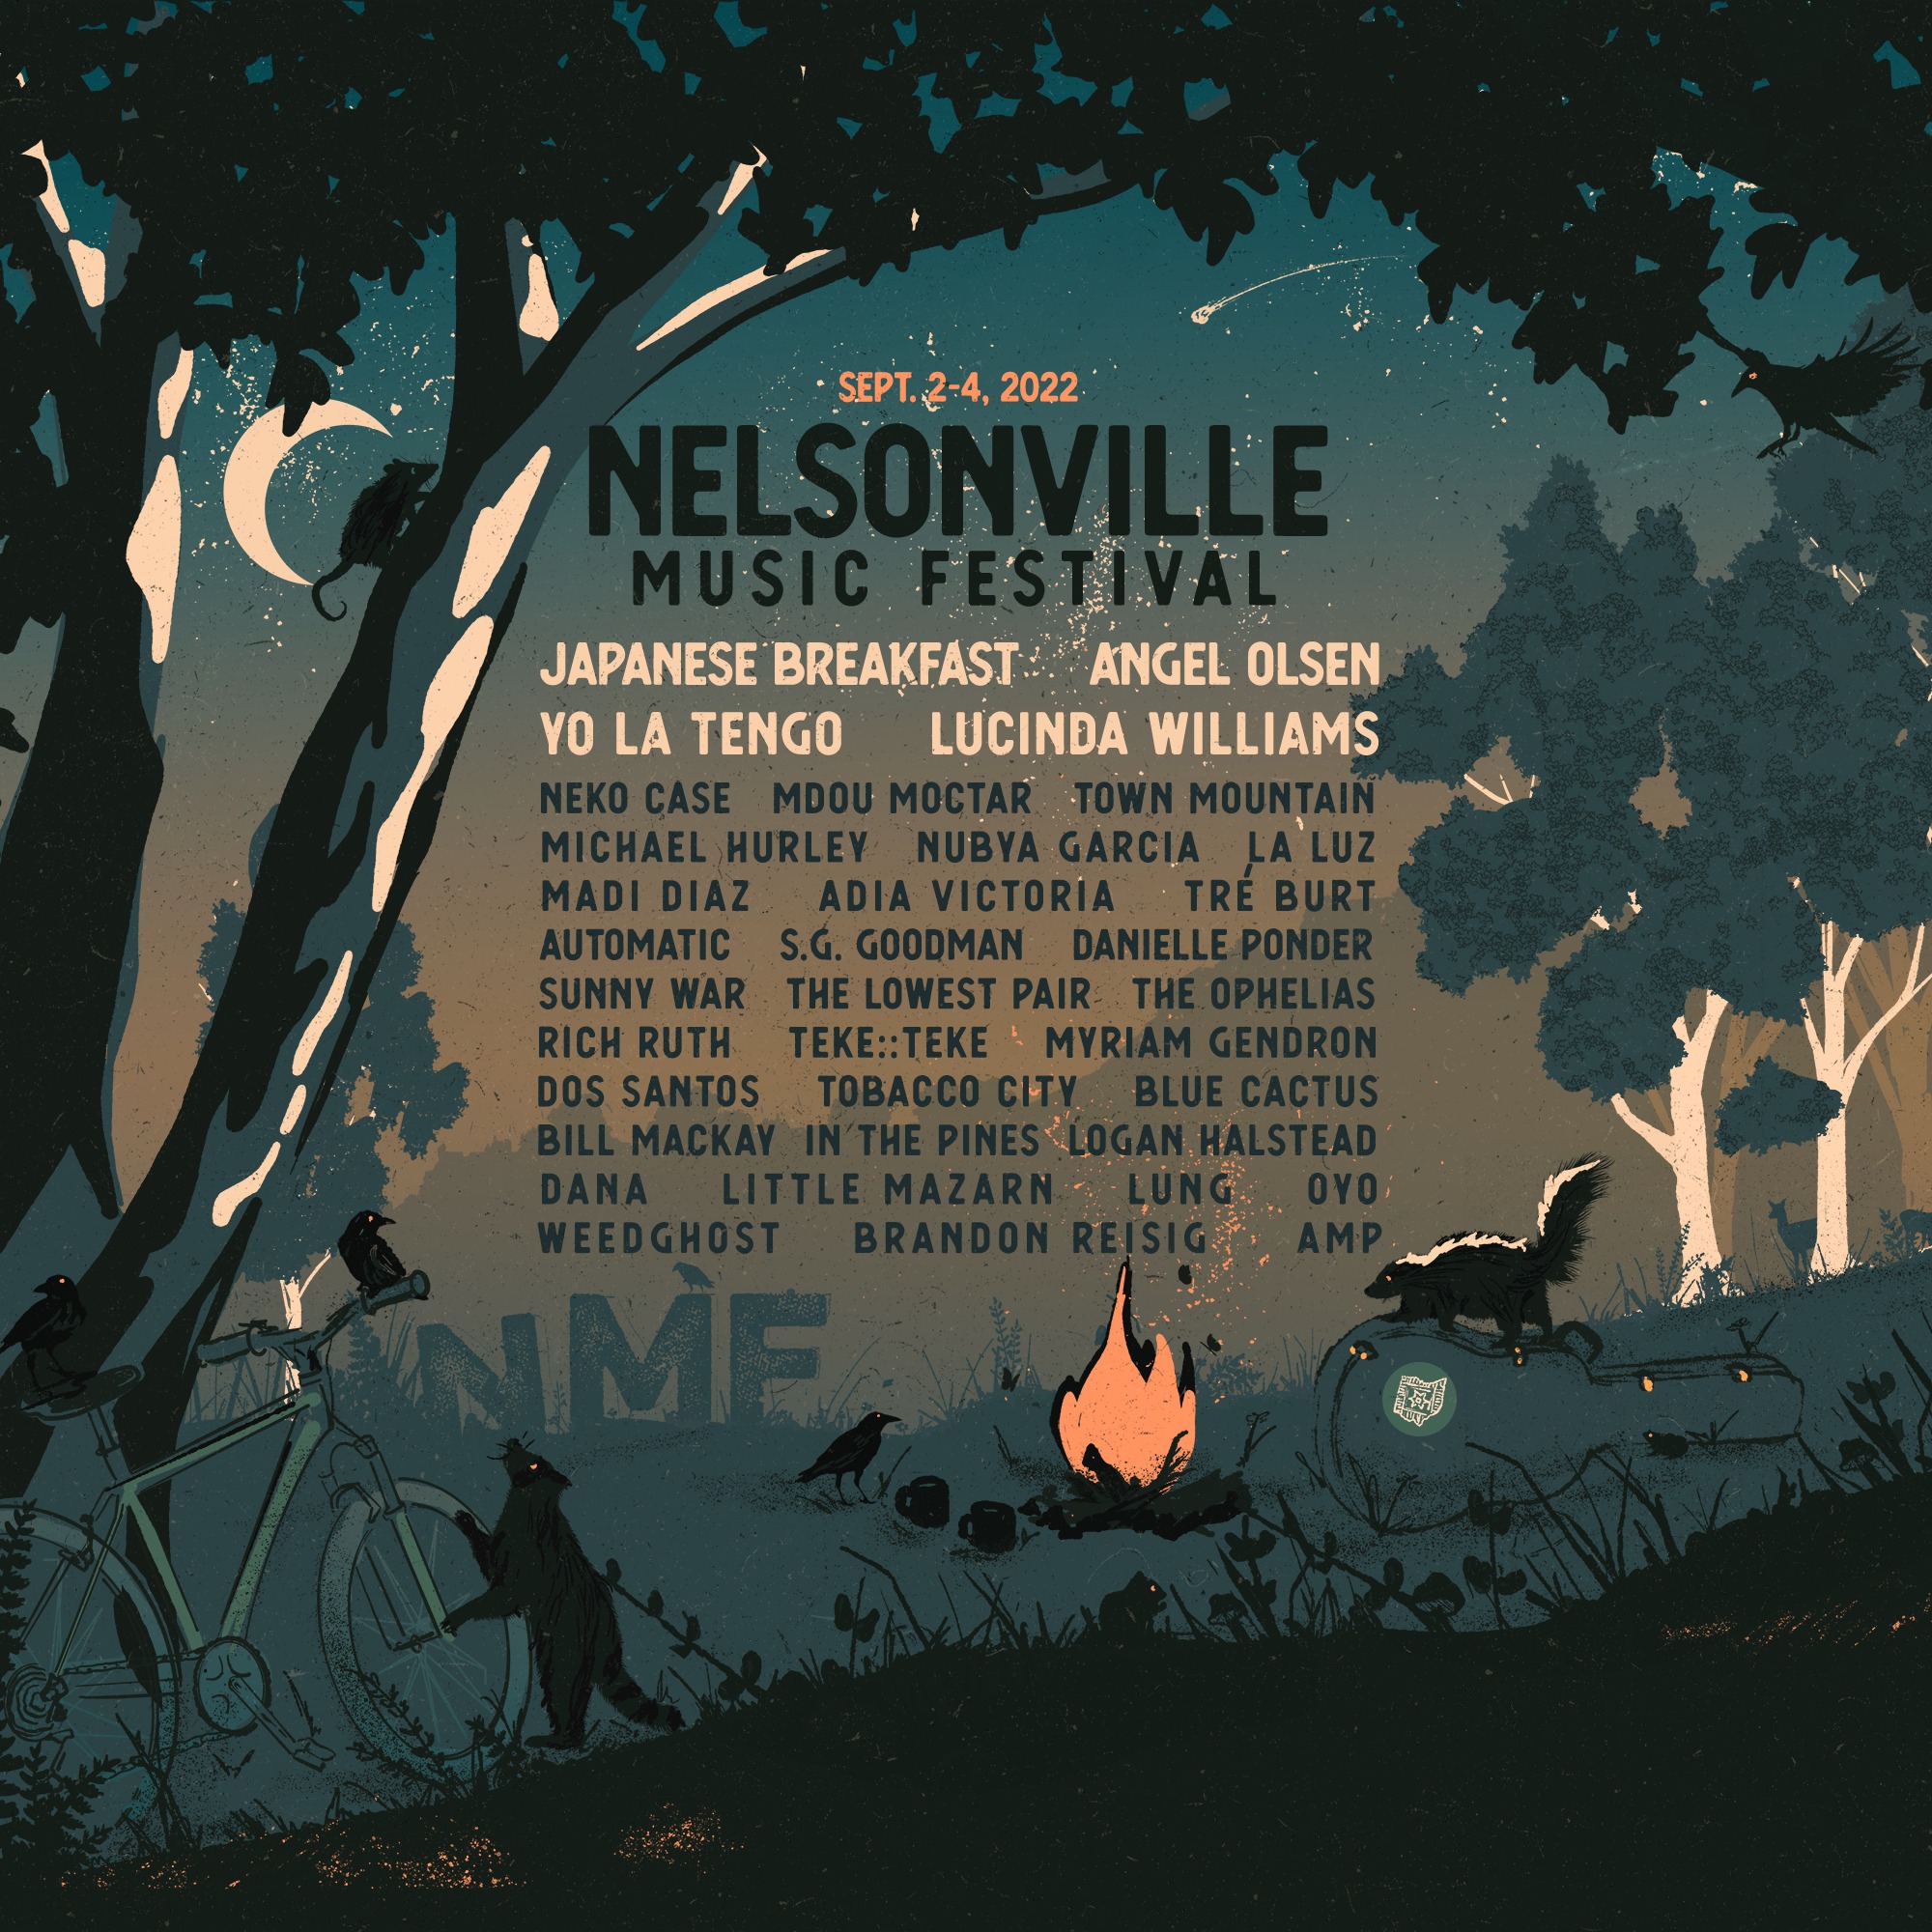 SEPT. 2-4, 2022
NELSONVILLE
MUSIC FESTIVAL
JAPANESE BREAKFAST ANGEL OLSEN
YO LA TENGO LUCINDA WILLIAMS
NEKO CASE MDOU MOCTAR TOWN MOUNTAIN
MICHAEL HURLEY NUBYA GARCIA LA LUZ
MADI DIAZ ADIA VICTORIA TRÉ BURT
AUTOMATIC S.G. GOODMAN DANIELLE PONDER
SUNNY WAR THE LOWEST PAIR THE OPHELIAS
RICH RUTH TEKE::TEKE MYRIAM GENDRON
DOS SANTOS TOBACCO CITY BLUE CACTUS
BILL MACKAY IN THE PINES LOGAN HALSTEAD
DANA LITTLE MAZARN LUNG OYO
WEEDGHOST BRANDON REISIG AMP
NMF